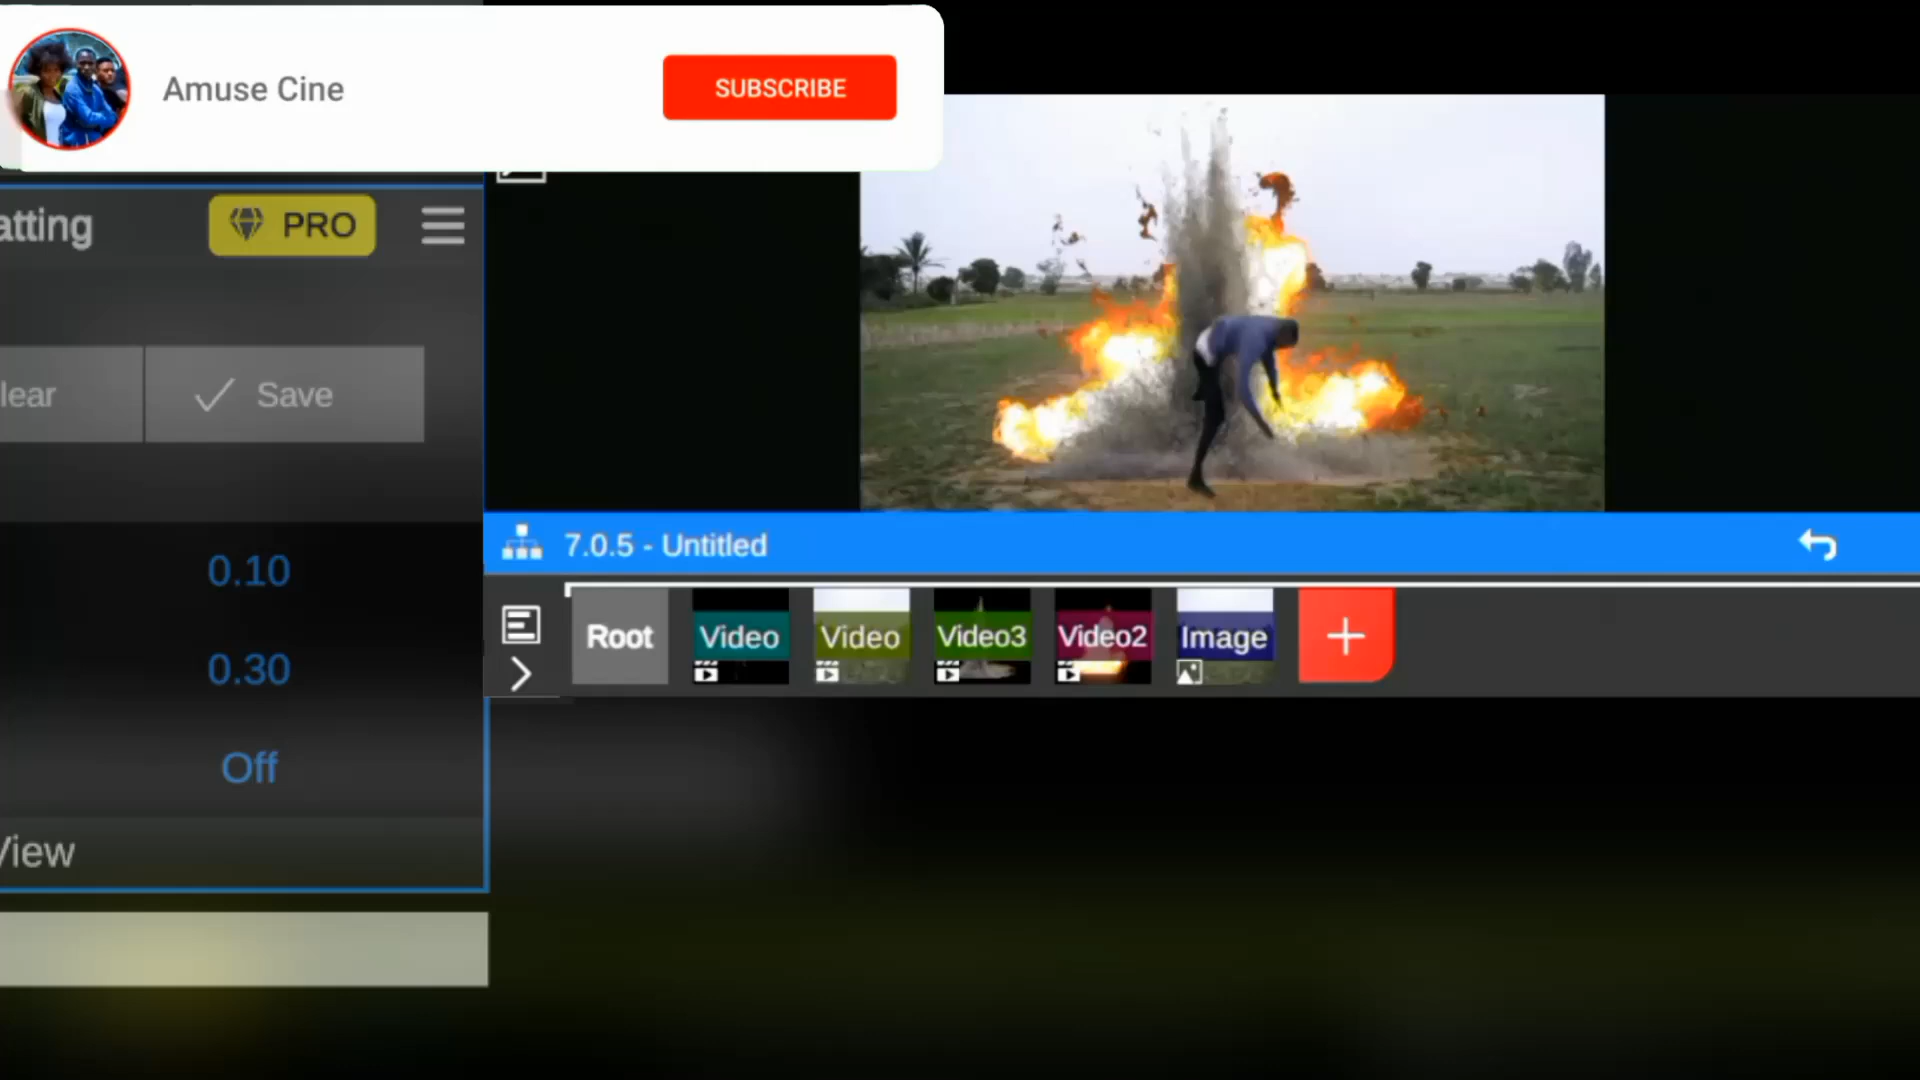 Amuse Cine
SUBSCRIBE
atting
PRO
lear
Save
0.10
0.30
Off
View
7.0.5 - Untitled
Root
Video
Video
Video3
Video2
Image